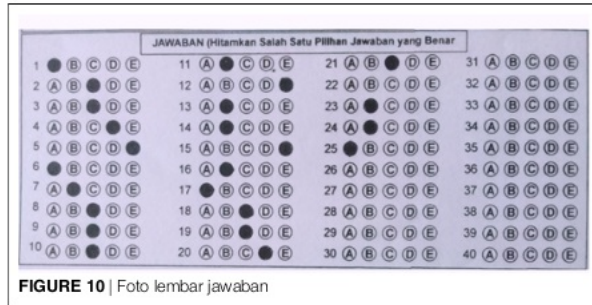 JAWABAN (Hitamkan Salah Satu Pilihan Jawaban yang Benar
1 B C D E 11 A C D E 21 A B D E 31 A B C D E
2 A B D E 12 A B C D 22 A B C D E 32 A B C D E
3 A B D E 13 A C D E 23 A C D E 33 A B C D E
4 A B C E 14 A C D E 24 A C D E 34 A B C D E
5 A B C D 15 A B C D 25 B C D E 35 A B C D E
6 B C D E 16 A C D E 26 A B C D E 36 A B C D E
7 A C D E 17 B C D E 27 A B C D E 37 A B C D E
8 A B D E 18 A B D E 28 A B C D E 38 A B C D E
9 A B D E 19 A B D E 29 A B C D E 39 A B C D E
10 A B D E 20 A B C E 30 A B C D E 40 A B C D E
FIGURE 10 | Foto lembar jawaban